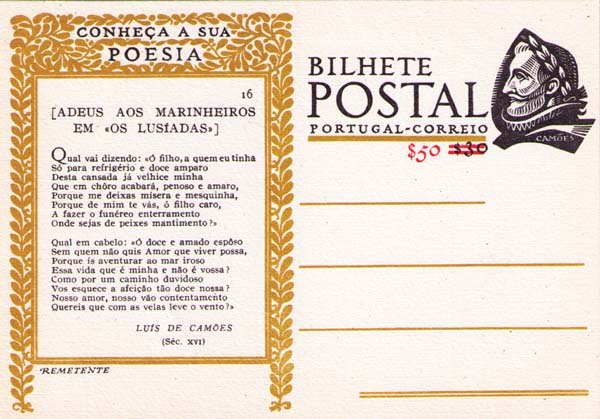 CONHEÇA A SUA
POESIA
16
[ADEUS AOS MARINHEIROS
EM «OS LUSÍADAS»]
Qual vai dizendo: «Ó filho, a quem eu tinha
Só para refrigério e doce amparo
Desta cansada já velhice minha
Que em chôro acabará, penoso e amaro,
Porque me deixas mísera e mesquinha,
Porque de mim te vás, ó filho caro,
A fazer o funéreo enterramento
Onde sejas de peixes mantimento?»
Qual em cabelo: «Ó doce e amado espôso
Sem quem não quis Amor que viver possa,
Porque is aventurar ao mar iroso
Essa vida que é minha e não é vossa?
Como por um caminho duvidoso
Vos esquece a afeição tão doce nossa?
Nosso amor, nosso vão contentamento
Quereis que com as velas leve o vento?»
LUÍS DE CAMÕES
(Séc. XVI)
REMETENTE
BILHETE
POSTAL
PORTUGAL-CORREIO
$50 $30
CAMÕES